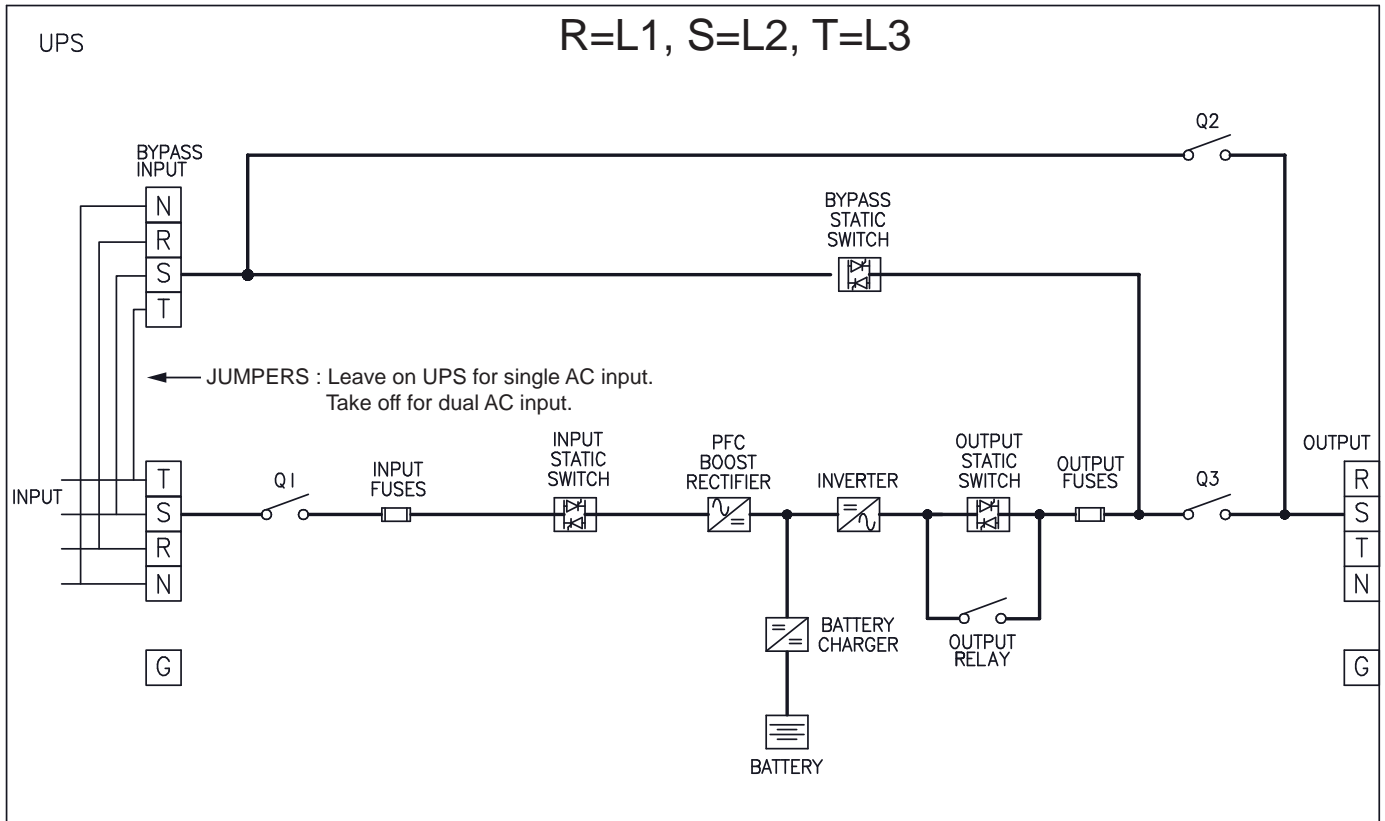 UPS
R=L1, S=L2, T=L3
Q2
BYPASS
INPUT
N
R
S
T
BYPASS
STATIC
SWITCH
JUMPERS : Leave on UPS for single AC input.
Take off for dual AC input.
INPUT
T
S
R
N
G
Q1
INPUT
FUSES
INPUT
STATIC
SWITCH
PFC
BOOST
RECTIFIER
INVERTER
OUTPUT
STATIC
SWITCH
OUTPUT
FUSES
Q3
OUTPUT
R
S
T
N
G
BATTERY
CHARGER
OUTPUT
RELAY
BATTERY